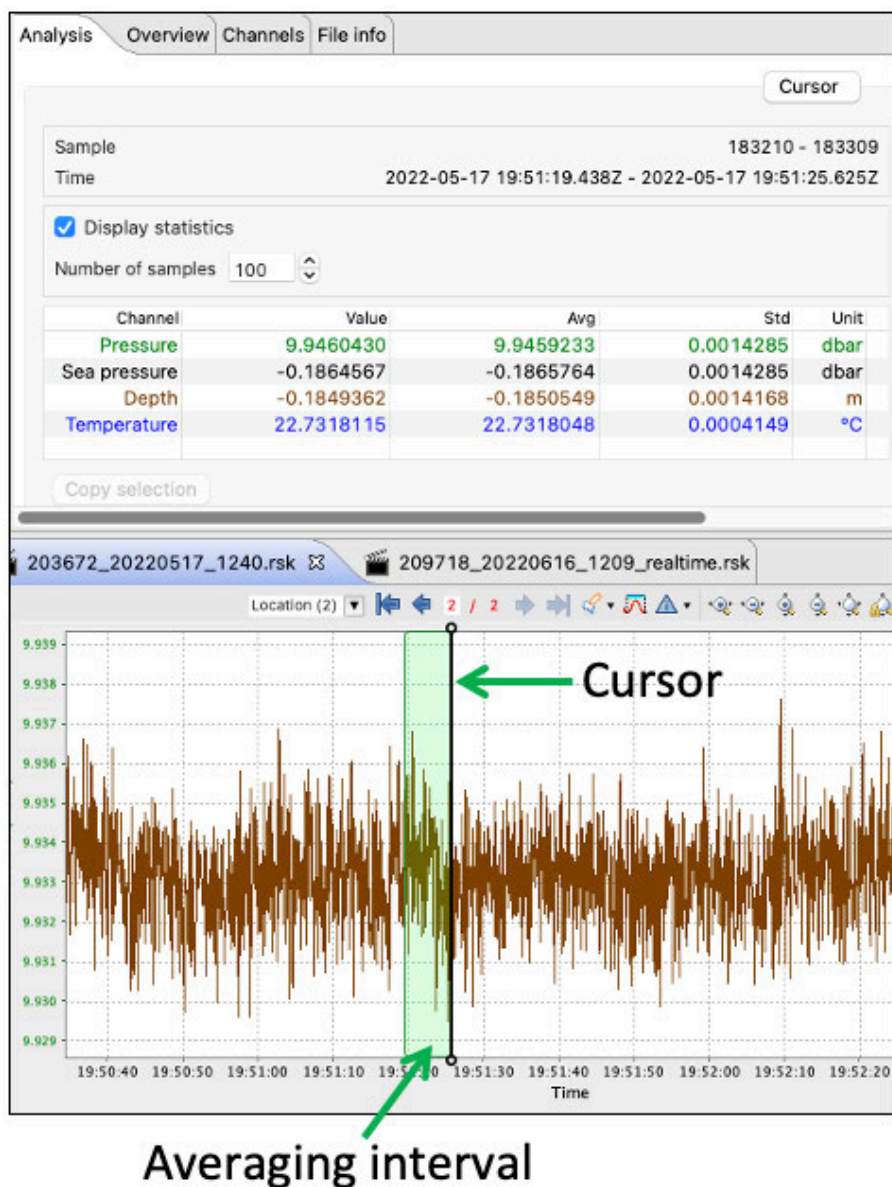 Analysis Overview Channels File info
Cursor
Sample 183210 - 183309
Time 2022-05-17 19:51:19.438Z - 2022-05-17 19:51:25.625Z
Display statistics
Number of samples 100
Channel Value Avg Std Unit
Pressure 9.9460430 9.9459233 0.0014285 dbar
Sea pressure -0.1864567 -0.1865764 0.0014285 dbar
Depth -0.1849362 -0.1850549 0.0014168 m
Temperature 22.7318115 22.7318048 0.0004149 °C
Copy selection
203672_20220517_1240.rsk 209718_20220616_1209_realtime.rsk
Location (2) 2 / 2
9.939
9.938
Cursor
9.937
9.936
9.935
9.934
9.933
9.932
9.931
9.930
9.929
19:50:40 19:50:50 19:51:00 19:51:10 19:51:30 19:51:40 19:51:50 19:52:00 19:52:10 19:52:20
Time
Averaging interval